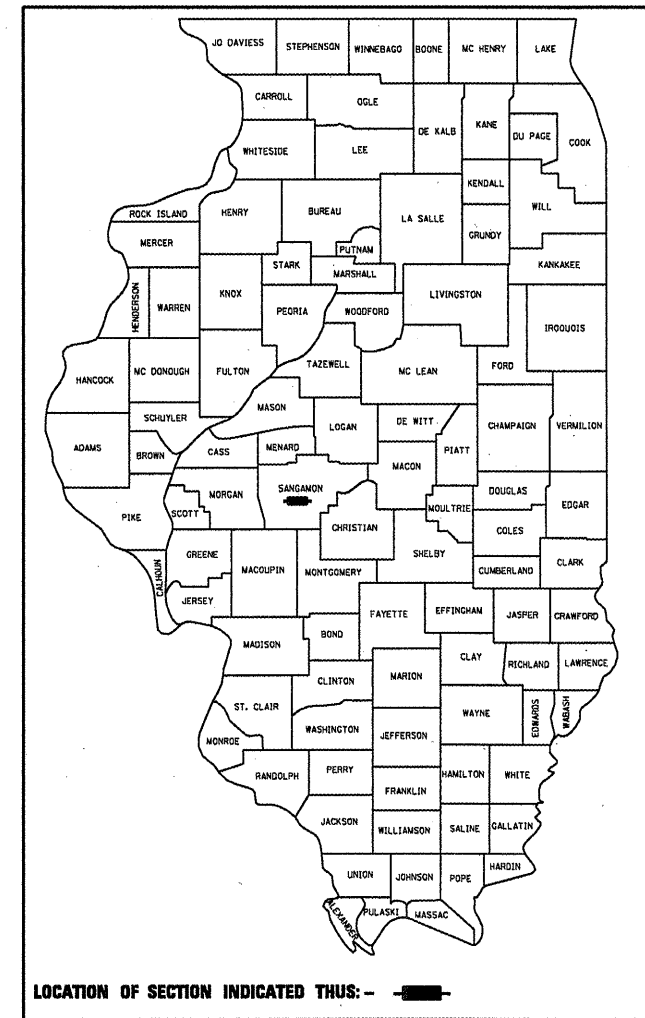 JO DAVIESS STEPHENSON WINNEBAGO BOONE MC HENRY LAKE
CARROLL OGLE DE KALB KANE DU PAGE COOK
WHITESIDE LEE
KENDALL
ROCK ISLAND HENRY BUREAU LA SALLE WILL
MERCER PUTNAM GRUNDY
STARK MARSHALL KANKAKEE
HENDERSON WARREN KNOX PEORIA WOODFORD LIVINGSTON
IROQUOIS
HANCOCK MC DONOUGH FULTON TAZEWELL MC LEAN FORD
SCHUYLER MASON LOGAN DE WITT CHAMPAIGN VERMILION
ADAMS BROWN CASS MENARD MACON PIATT
PIKE SCOTT MORGAN SANGAMON CHRISTIAN MOULTRIE DOUGLAS EDGAR
COLES
GREENE MACOUPIN MONTGOMERY SHELBY CUMBERLAND CLARK
CALHOUN JERSEY
FAYETTE EFFINGHAM JASPER CRAWFORD
MADISON BOND CLAY RICHLAND LAWRENCE
CLINTON MARION
ST. CLAIR WAYNE EDWARDS WABASH
MONROE WASHINGTON JEFFERSON
RANDOLPH PERRY HAMILTON WHITE
FRANKLIN
JACKSON WILLIAMSON SALINE GALLATIN
UNION JOHNSON POPE HARDIN
ALEXANDER PULASKI MASSAC
LOCATION OF SECTION INDICATED THUS: -